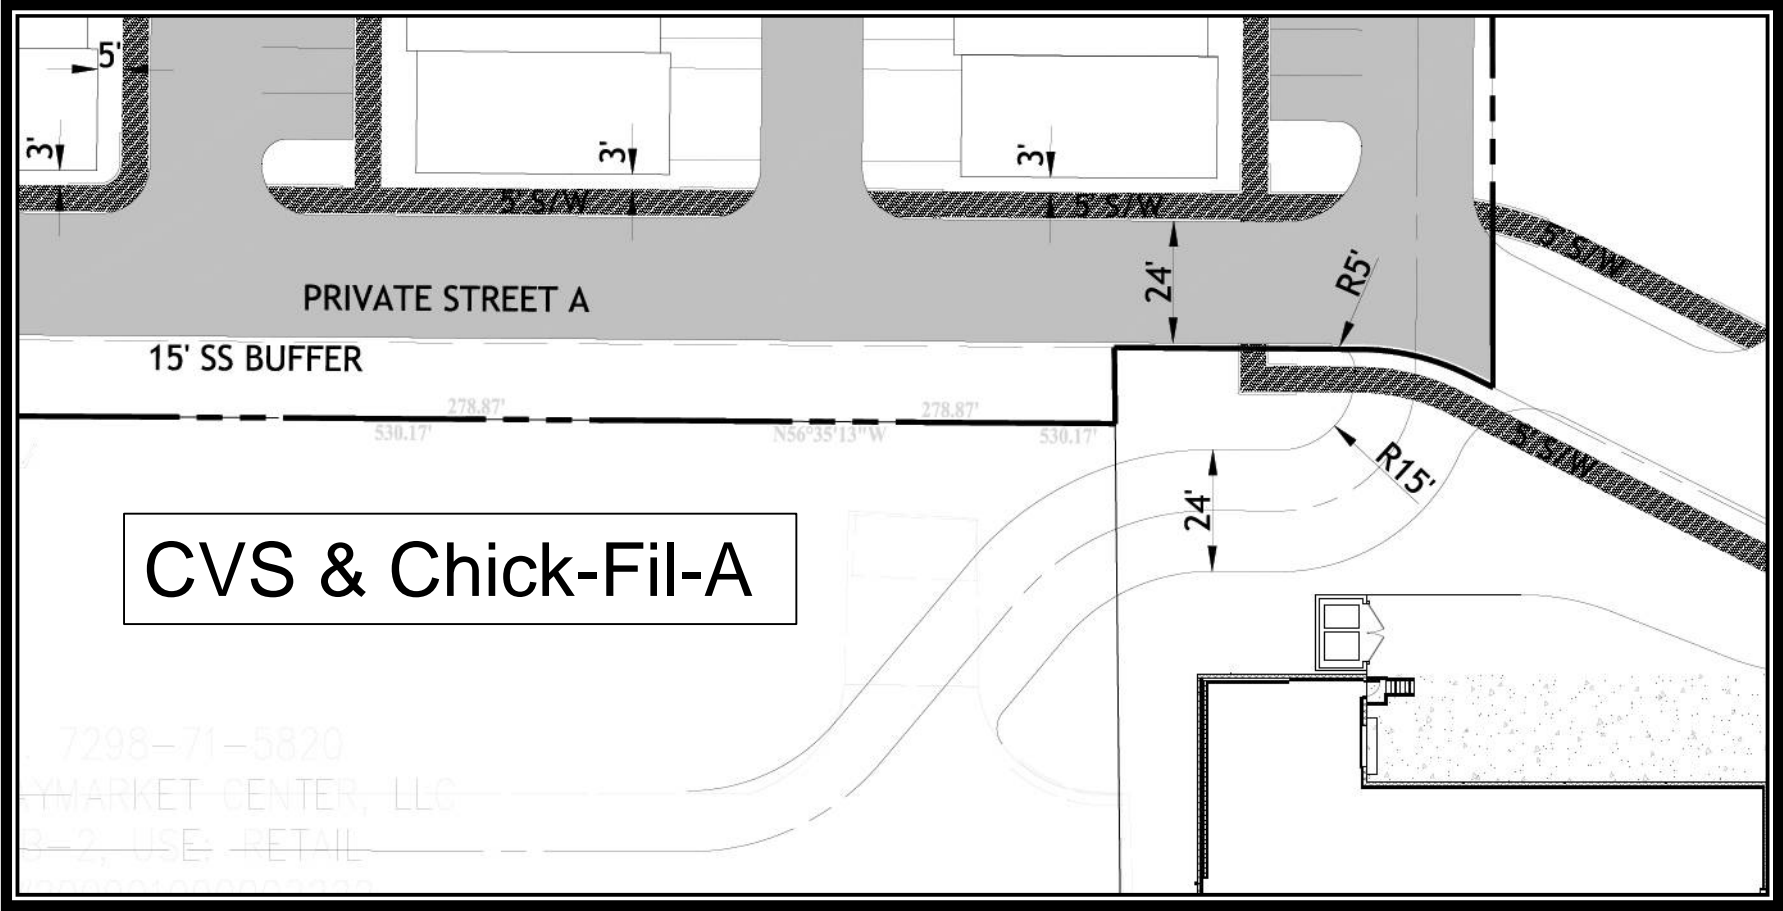 5'
3'
3'
3'
5' S/W
5' S/W
5' S/W
24'
R5'
PRIVATE STREET A
15' SS BUFFER
278.87'
530.17'
N56°35'13"W
278.87'
530.17'
R15'
5' S/W
24'
CVS & Chick-Fil-A
7298-71-5820
AYMARKET CENTER, LLC
B-2, USE: RETAIL